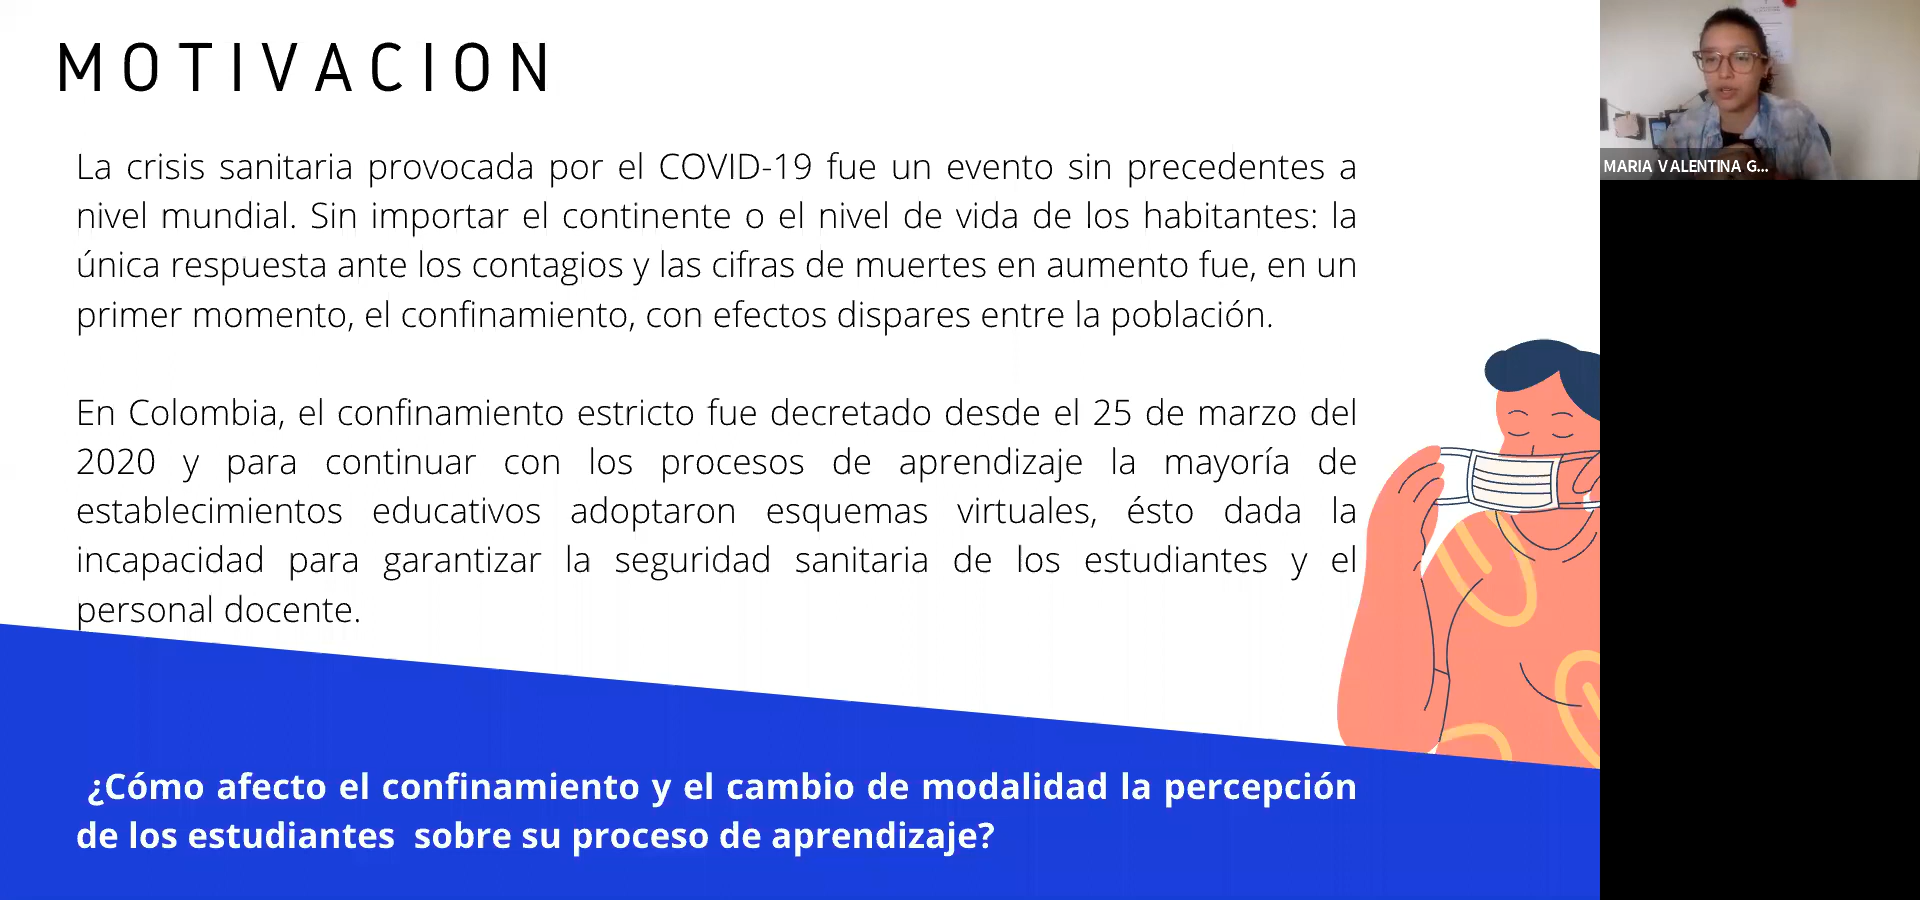 MOTIVACION
La crisis sanitaria provocada por el COVID-19 fue un evento sin precedentes a
nivel mundial. Sin importar el continente o el nivel de vida de los habitantes: la
única respuesta ante los contagios y las cifras de muertes en aumento fue, en un
primer momento, el confinamiento, con efectos dispares entre la población.
En Colombia, el confinamiento estricto fue decretado desde el 25 de marzo del
2020 y para continuar con los procesos de aprendizaje la mayoría de
establecimientos educativos adoptaron esquemas virtuales, ésto dada la
incapacidad para garantizar la seguridad sanitaria de los estudiantes y el
personal docente.
¿Cómo afecto el confinamiento y el cambio de modalidad la percepción
de los estudiantes sobre su proceso de aprendizaje?
MARIA VALENTINA G...